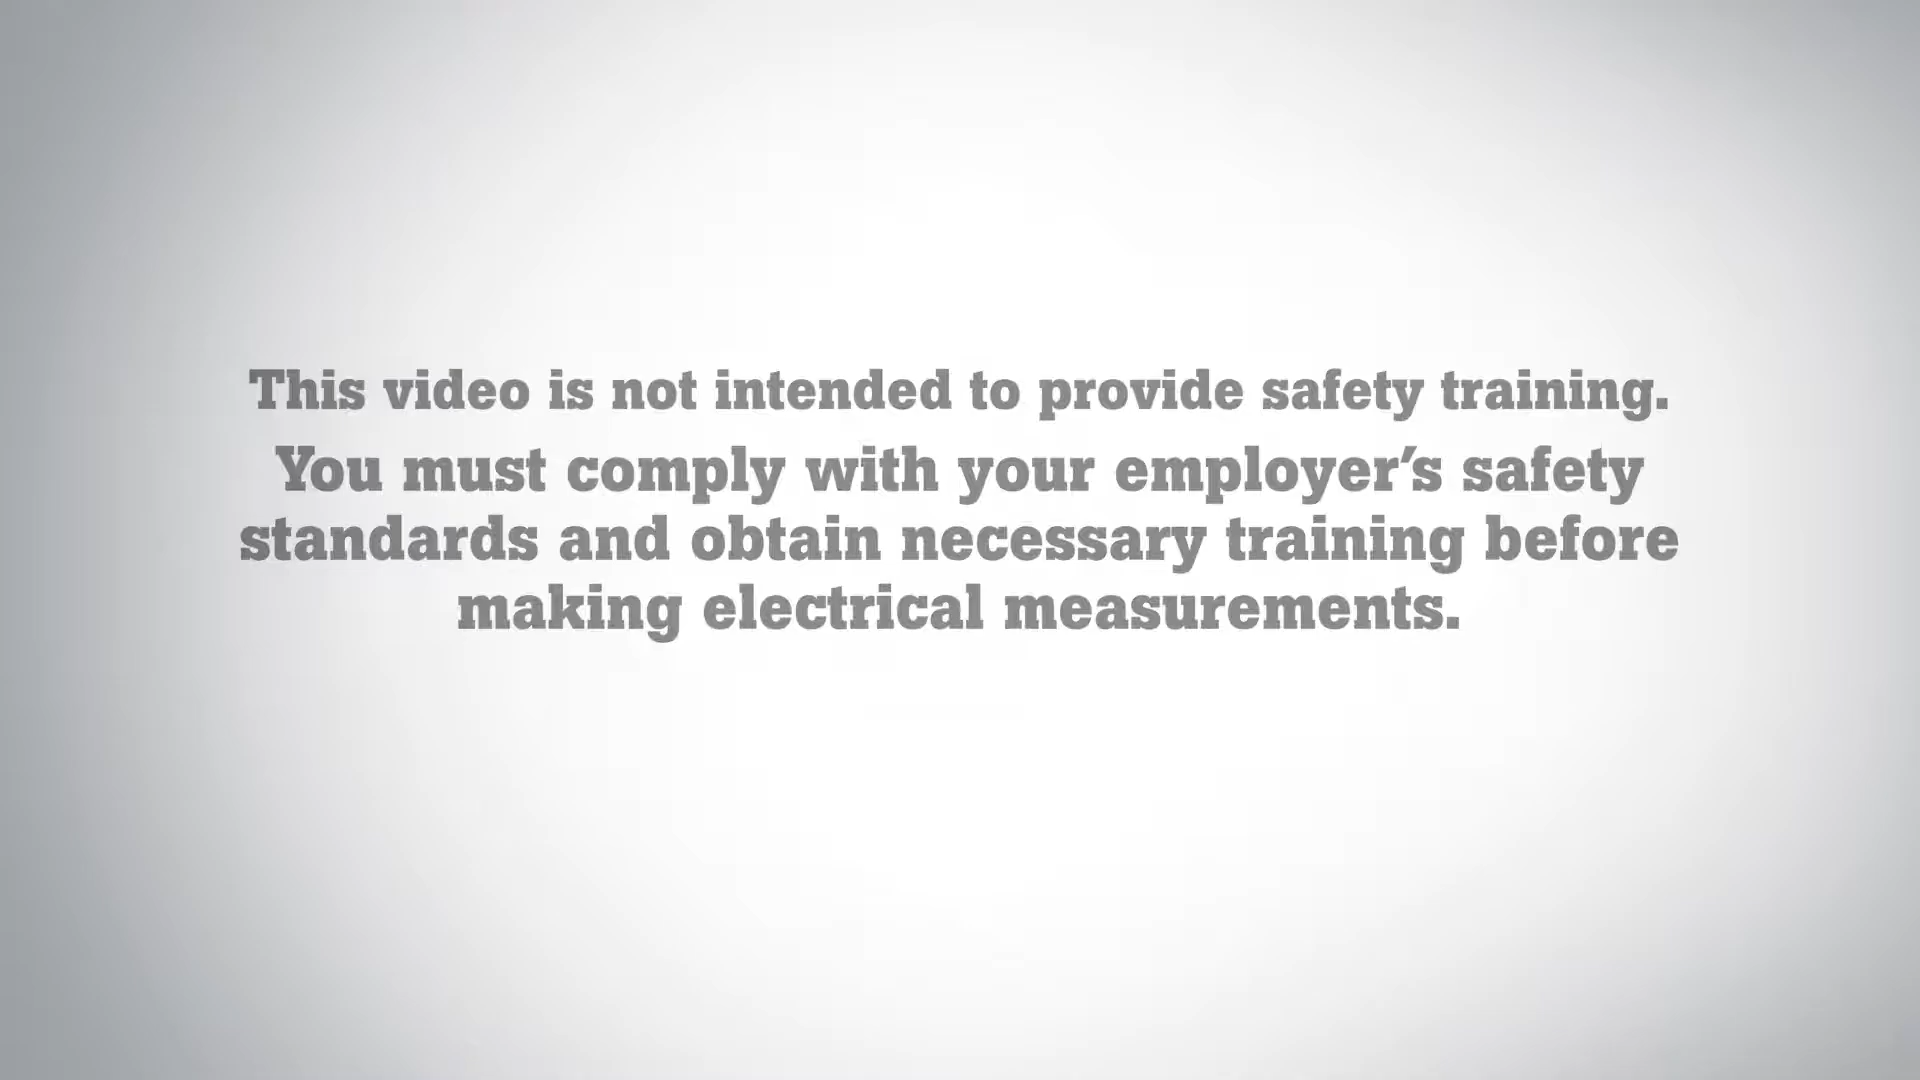 This video is not intended to provide safety training.
You must comply with your employer’s safety
standards and obtain necessary training before
making electrical measurements.